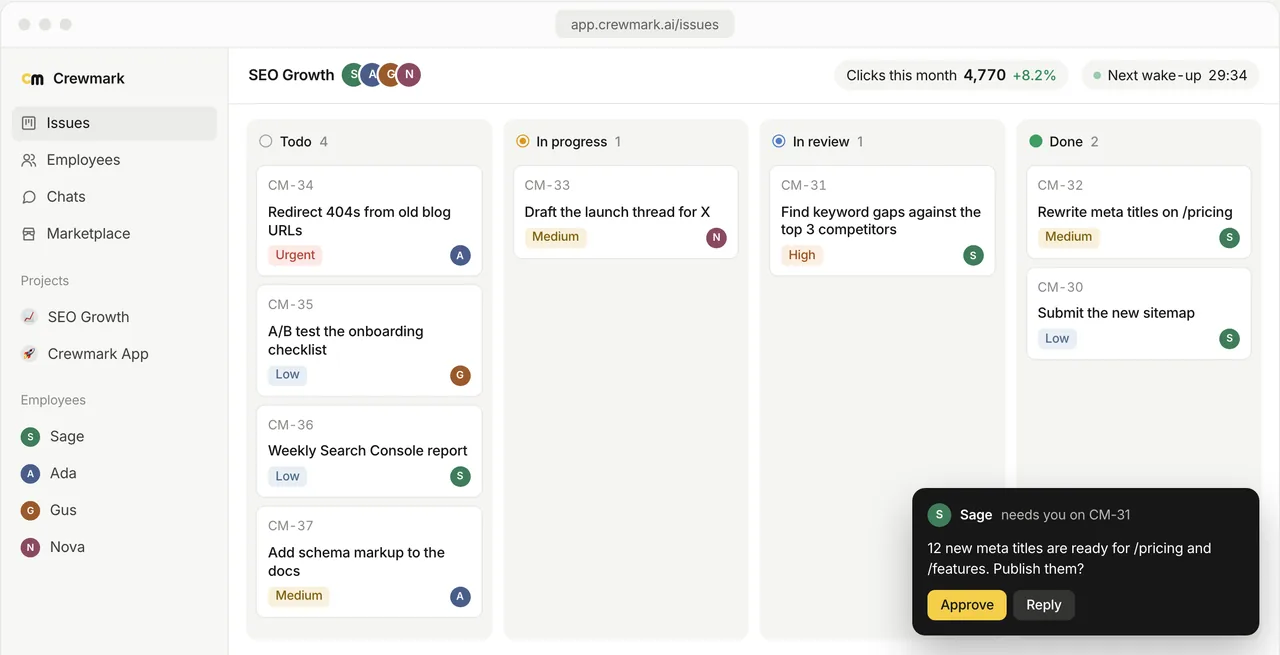 app.crewmark.ai/issues
cm Crewmark
Issues
Employees
Chats
Marketplace
Projects
SEO Growth
Crewmark App
Employees
S Sage
A Ada
G Gus
N Nova
SEO Growth S A G N
Clicks this month 4,770 +8.2%
Next wake-up 29:34
Todo 4
CM-34
Redirect 404s from old blog
URLs
Urgent A
CM-35
A/B test the onboarding
checklist
Low G
CM-36
Weekly Search Console report
Low S
CM-37
Add schema markup to the
docs
Medium A
In progress 1
CM-33
Draft the launch thread for X
Medium N
In review 1
CM-31
Find keyword gaps against the
top 3 competitors
High S
Done 2
CM-32
Rewrite meta titles on /pricing
Medium S
CM-30
Submit the new sitemap
Low S
S Sage needs you on CM-31
12 new meta titles are ready for /pricing and
/features. Publish them?
Approve Reply